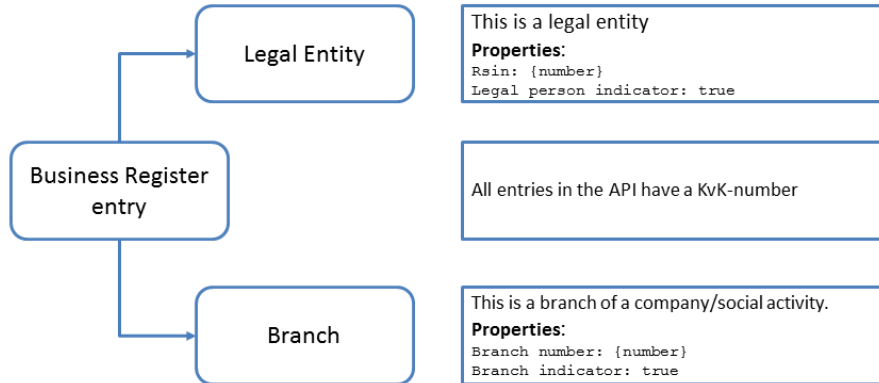 Legal Entity
This is a legal entity
Properties:
Rsin: {number}
Legal person indicator: true
Business Register
entry
All entries in the API have a KvK-number
Branch
This is a branch of a company/social activity.
Properties:
Branch number: {number}
Branch indicator: true